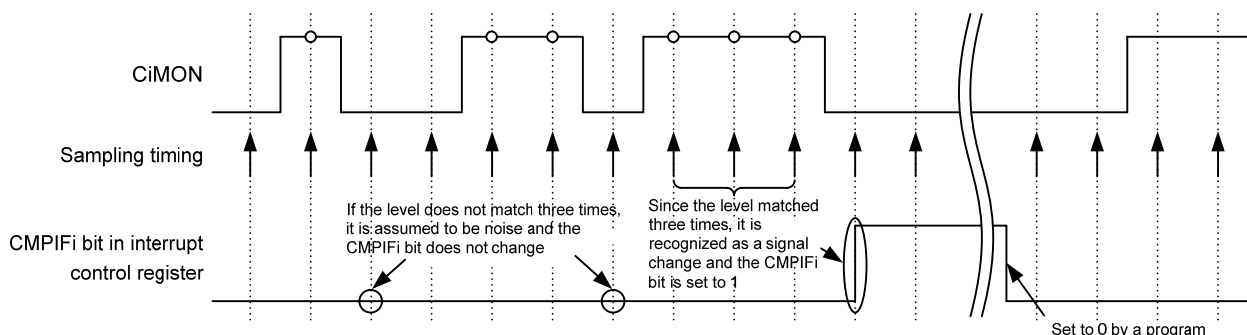 CiMON
Sampling timing
If the level does not match three times,
it is assumed to be noise and the
CMPIFi bit does not change
Since the level matched
three times, it is
recognized as a signal
change and the CMPIFi
bit is set to 1
CMPIFi bit in interrupt
control register
Set to 0 by a program